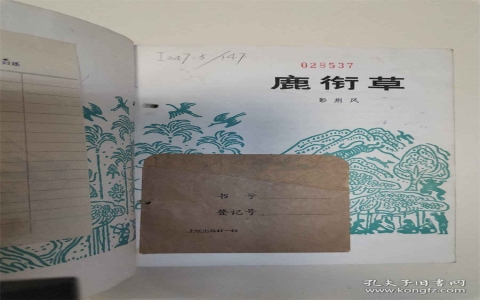 I247.5/147
028537
鹿衔草
彭荆风
书号
登记号
孔夫子旧书网
www.kongfz.com